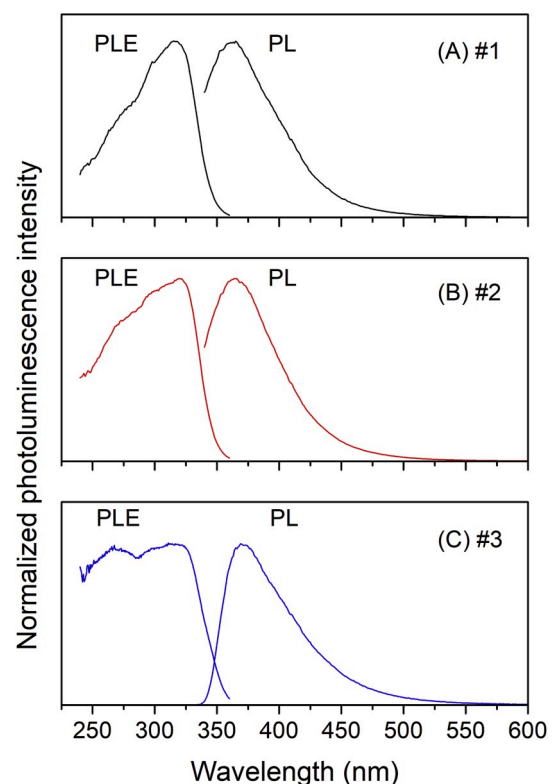 PLE PL (A) #1
PLE PL (B) #2
PLE PL (C) #3
Normalized photoluminescence intensity
250 300 350 400 450 500 550 600
Wavelength (nm)